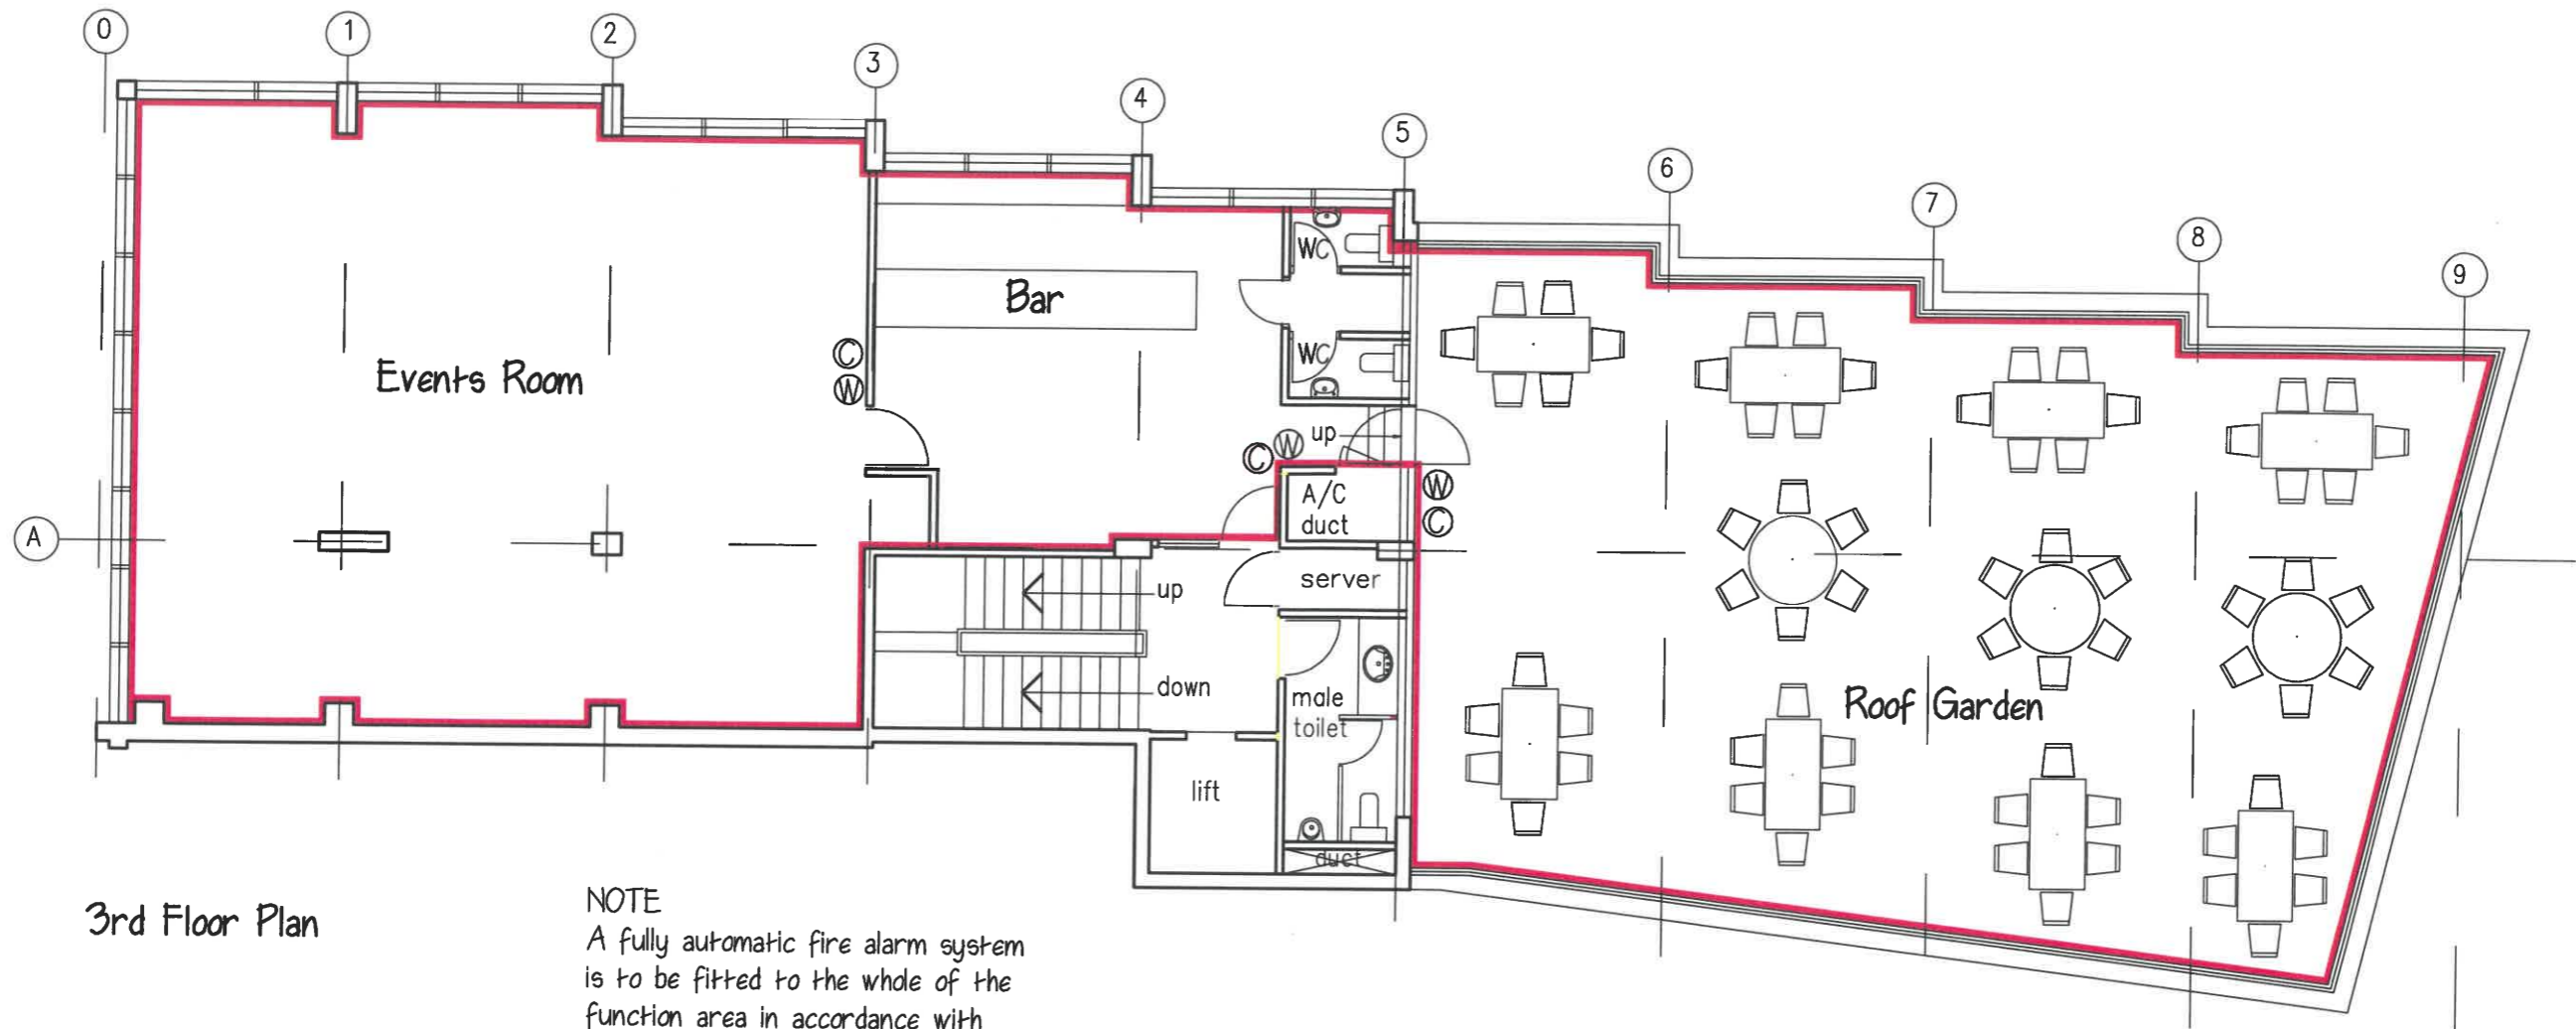 0
1
2
3
4
5
6
7
8
9
A
WC
Bar
C
WC
Events Room
W
up
W
C
W
A/C
duct
C
server
up
down
male
toilet
Roof Garden
lift
duct
3rd Floor Plan
NOTE
A fully automatic fire alarm system
is to be fitted to the whole of the
function area in accordance with